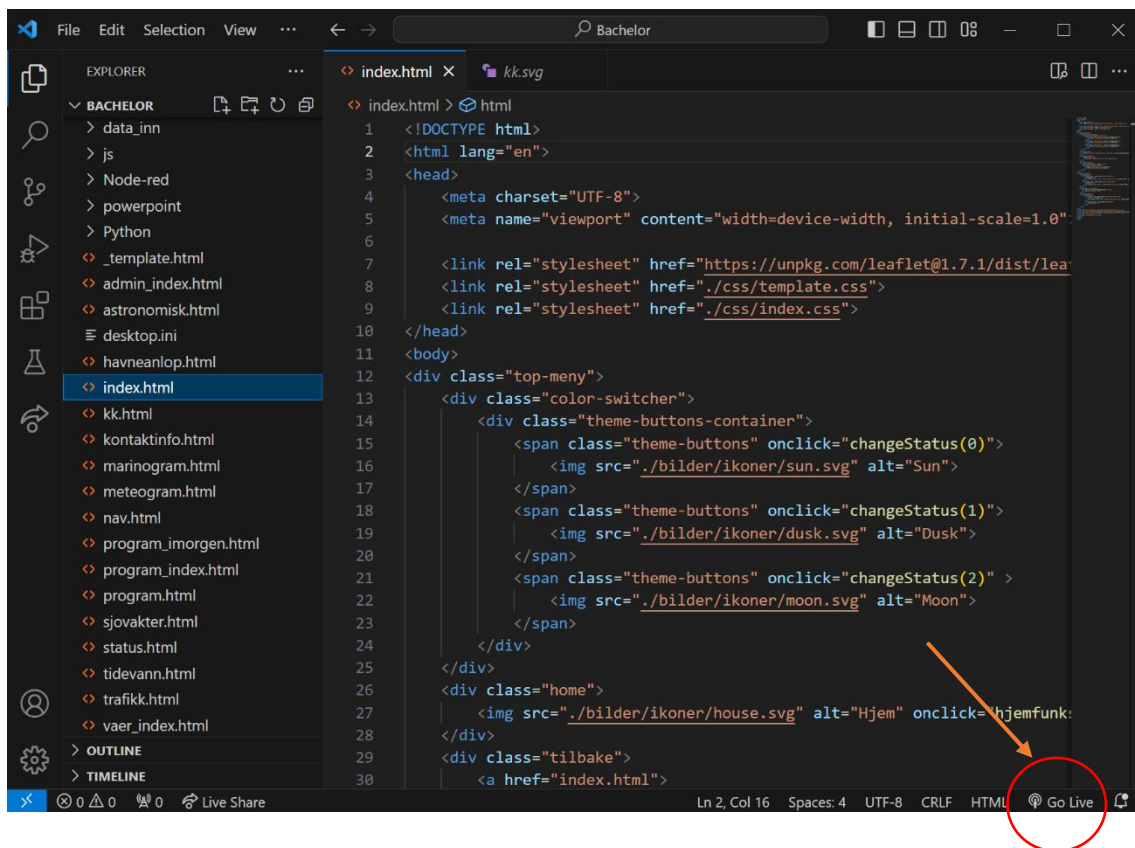 File Edit Selection View ··· Bachelor
EXPLORER ···
BACHELOR
data_inn
js
Node-red
powerpoint
Python
_template.html
admin_index.html
astronomisk.html
desktop.ini
havneanlop.html
index.html
kk.html
kontaktinfo.html
marinogram.html
meteogram.html
nav.html
program_imorgen.html
program_index.html
program.html
sjovakter.html
status.html
tidevann.html
trafikk.html
vaer_index.html
OUTLINE
TIMELINE
index.html kk.svg
index.html > html
1 <!DOCTYPE html>
2 <html lang="en">
3 <head>
4 <meta charset="UTF-8">
5 <meta name="viewport" content="width=device-width, initial-scale=1.0"
6
7 <link rel="stylesheet" href="https://unpkg.com/leaflet@1.7.1/dist/lea
8 <link rel="stylesheet" href="./css/template.css">
9 <link rel="stylesheet" href="./css/index.css">
10 </head>
11 <body>
12 <div class="top-meny">
13 <div class="color-switcher">
14 <div class="theme-buttons-container">
15 <span class="theme-buttons" onclick="changeStatus(0)">
16 <img src="./bilder/ikoner/sun.svg" alt="Sun">
17 </span>
18 <span class="theme-buttons" onclick="changeStatus(1)">
19 <img src="./bilder/ikoner/dusk.svg" alt="Dusk">
20 </span>
21 <span class="theme-buttons" onclick="changeStatus(2)" >
22 <img src="./bilder/ikoner/moon.svg" alt="Moon">
23 </span>
24 </div>
25 </div>
26 <div class="home">
27 <img src="./bilder/ikoner/house.svg" alt="Hjem" onclick="hjemfunks
28 </div>
29 <div class="tilbake">
30 <a href="index.html">
0 0 0 Live Share Ln 2, Col 16 Spaces: 4 UTF-8 CRLF HTML Go Live